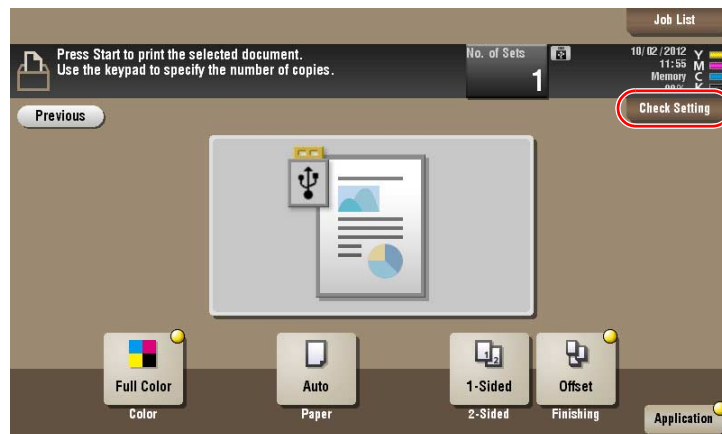 Job List
Press Start to print the selected document.
Use the keypad to specify the number of copies.
No. of Sets
1
10/02/2012
11:55
Memory
Y
M
C
K
Previous
Check Setting
1 2
Full Color
Auto
1-Sided
Offset
Color
Paper
2-Sided
Finishing
Application